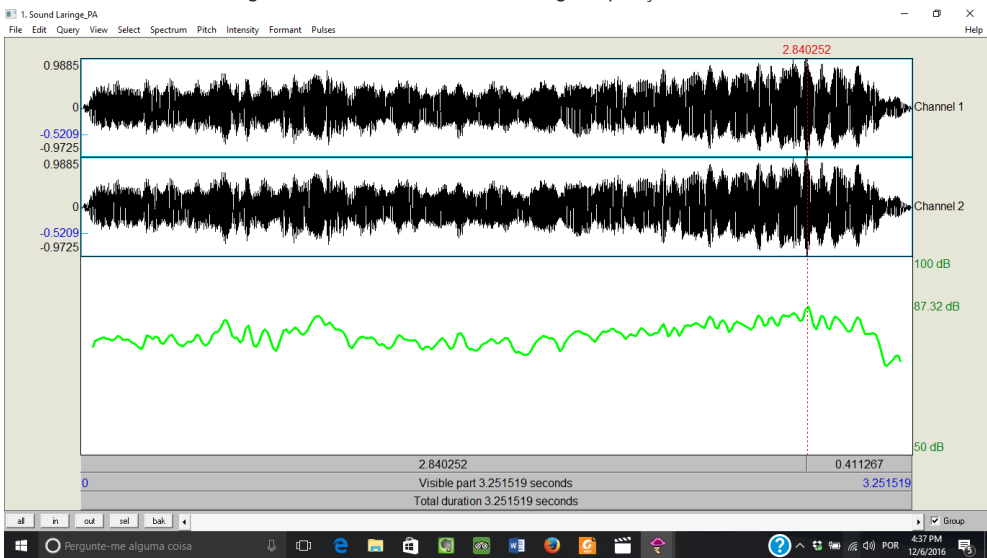 1. Sound Laringe_PA
File Edit Query View Select Spectrum Pitch Intensity Formant Pulses Help
2.840252
0.9885
0
-0.5209
-0.9725
Channel 1
0.9885
0
-0.5209
-0.9725
Channel 2
100 dB
87.32 dB
50 dB
2.840252 0.411267
0 Visible part 3.251519 seconds 3.251519
Total duration 3.251519 seconds
all in out sel bak Group
Pergunte-me alguma coisa
POR
4:37 PM
12/6/2016